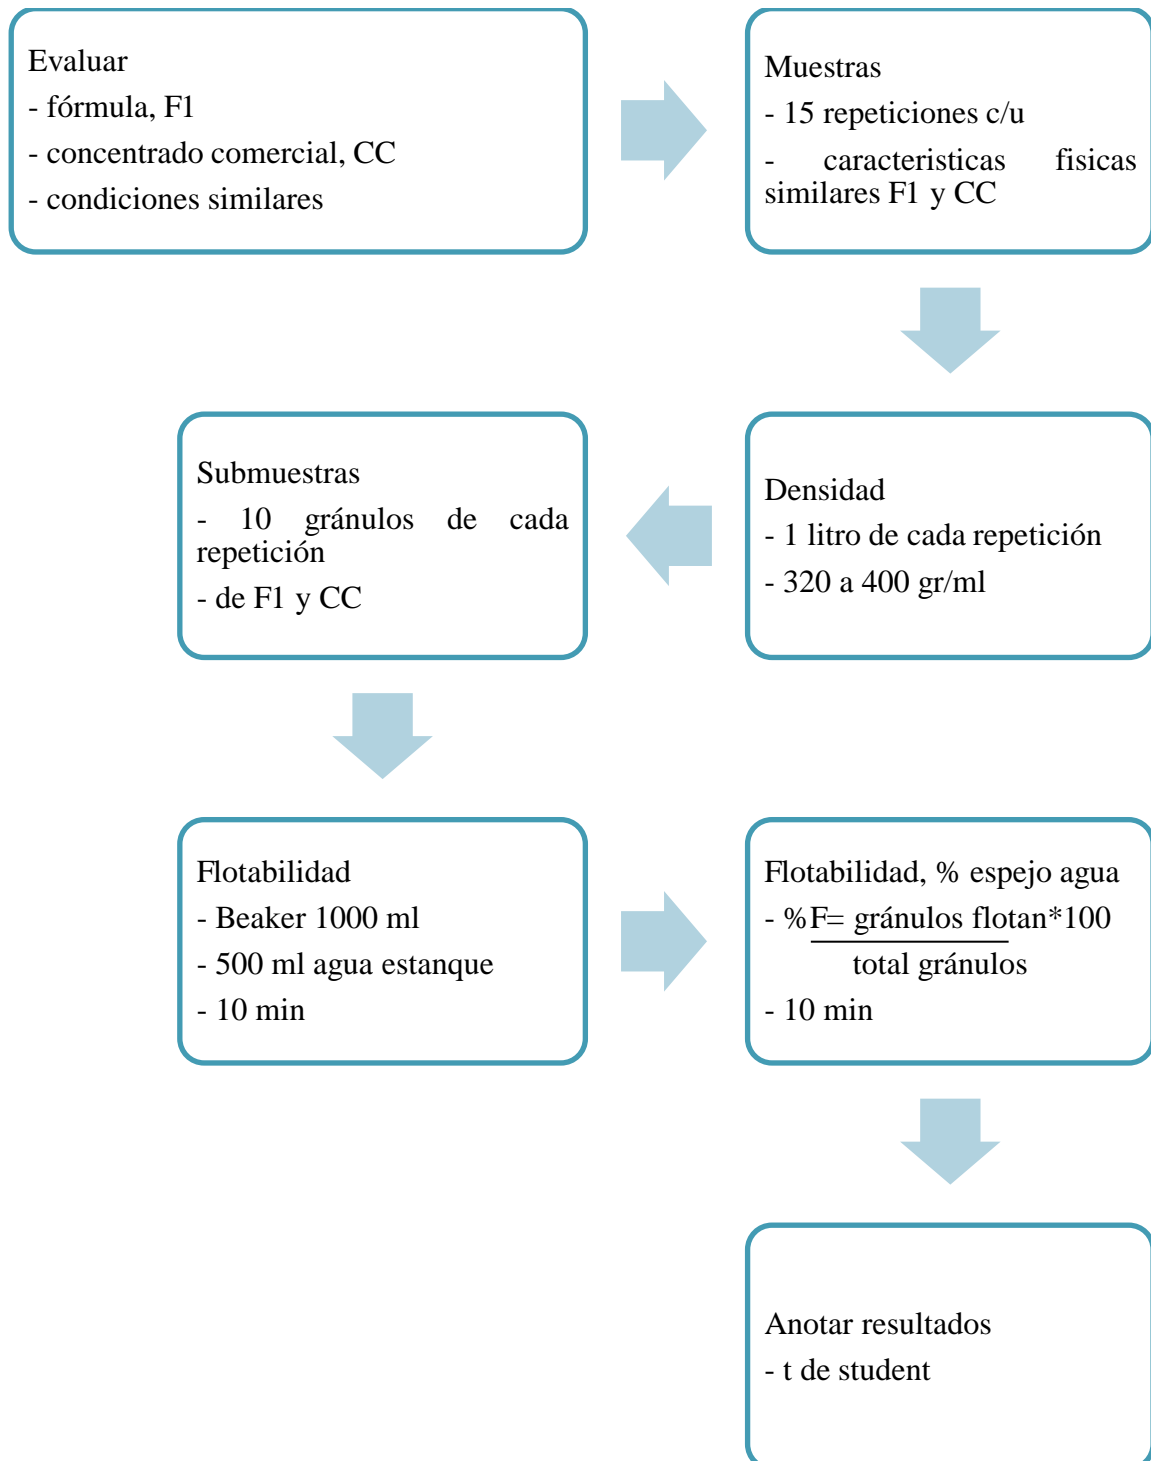 Evaluar
- fórmula, F1
- concentrado comercial, CC
- condiciones similares
Muestras
- 15 repeticiones c/u
- caracteristicas fisicas
similares F1 y CC
Densidad
- 1 litro de cada repetición
- 320 a 400 gr/ml
Submuestras
- 10 gránulos de cada
repetición
- de F1 y CC
Flotabilidad
- Beaker 1000 ml
- 500 ml agua estanque
- 10 min
Flotabilidad, % espejo agua
- %F= gránulos flotan*100
total gránulos
- 10 min
Anotar resultados
- t de student